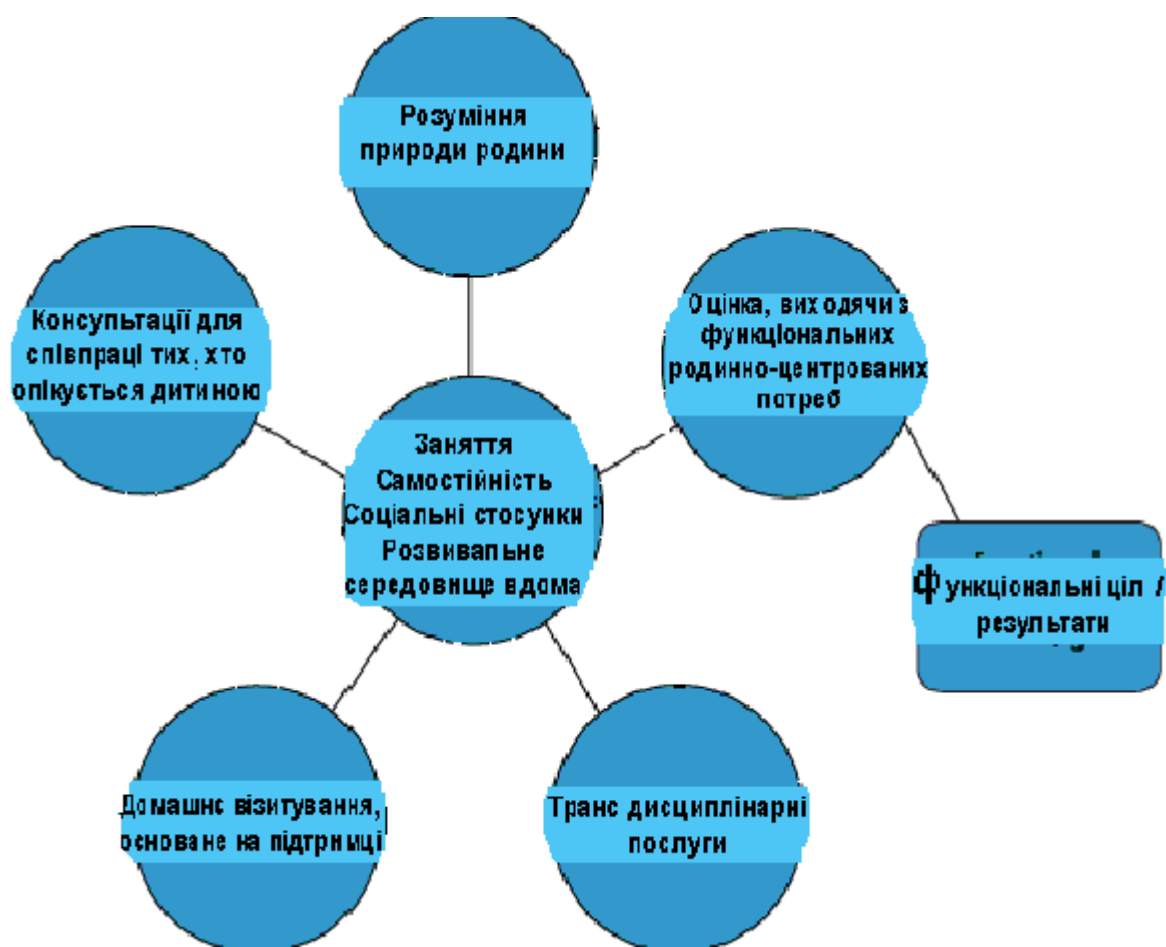 Розуміння
природи родини
Консультації для
співпраці тих, хто
опікується дитиною
Оцінка, виходячи з
функціональних
родинно-центрованих
потреб
Заняття
Самостійність
Соціальні стосунки
Розвивальне
середовище вдома
функціональні ціл /
результати
Домашнє візитування,
основане на підтримці
Транс дисциплінарні
послуги